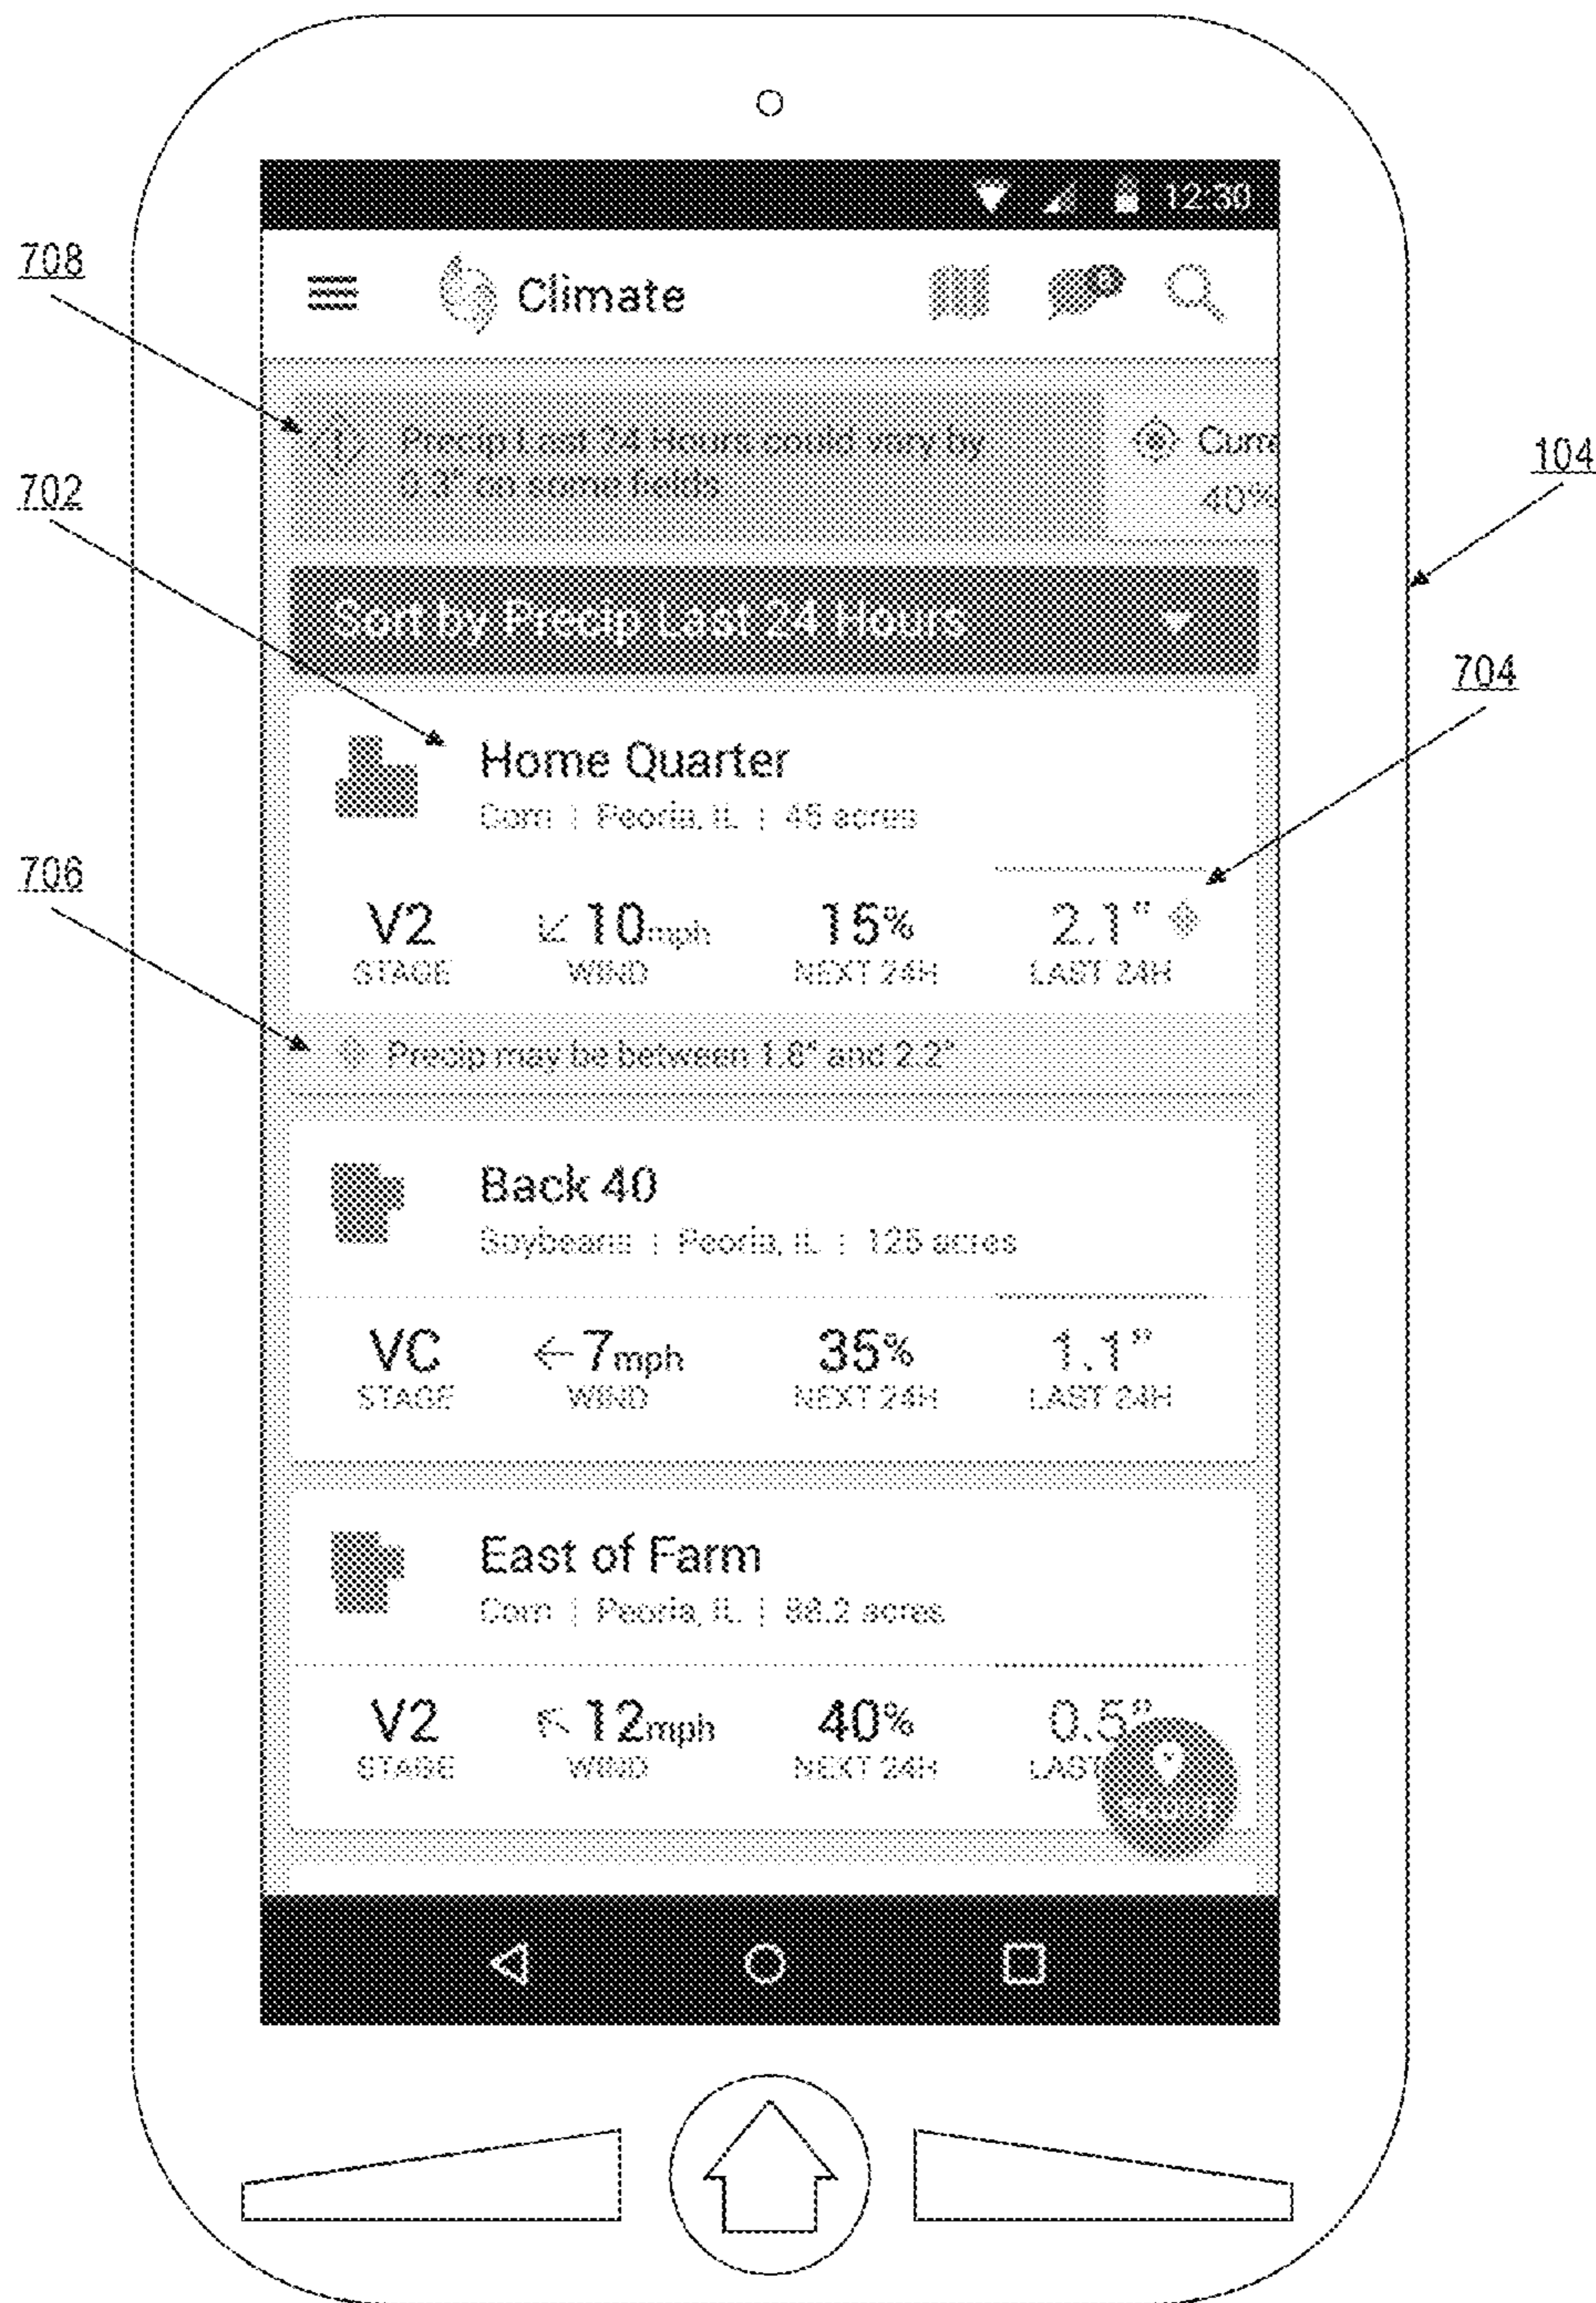 12:30
708
Climate
Precip Last 24 Hours could vary by
0.3" on some fields
Curre
40%
104
702
Sort by Precip Last 24 Hours
704
Home Quarter
Corn | Peoria, IL | 45 acres
706
V2 10mph 15% 2.1"
STAGE WIND NEXT 24H LAST 24H
Precip may be between 1.8" and 2.2"
Back 40
Soybeans | Peoria, IL | 125 acres
VC 7mph 35% 1.1"
STAGE WIND NEXT 24H LAST 24H
East of Farm
Corn | Peoria, IL | acres
V2 12mph 40% 0.5"
STAGE WIND NEXT 24H LAST